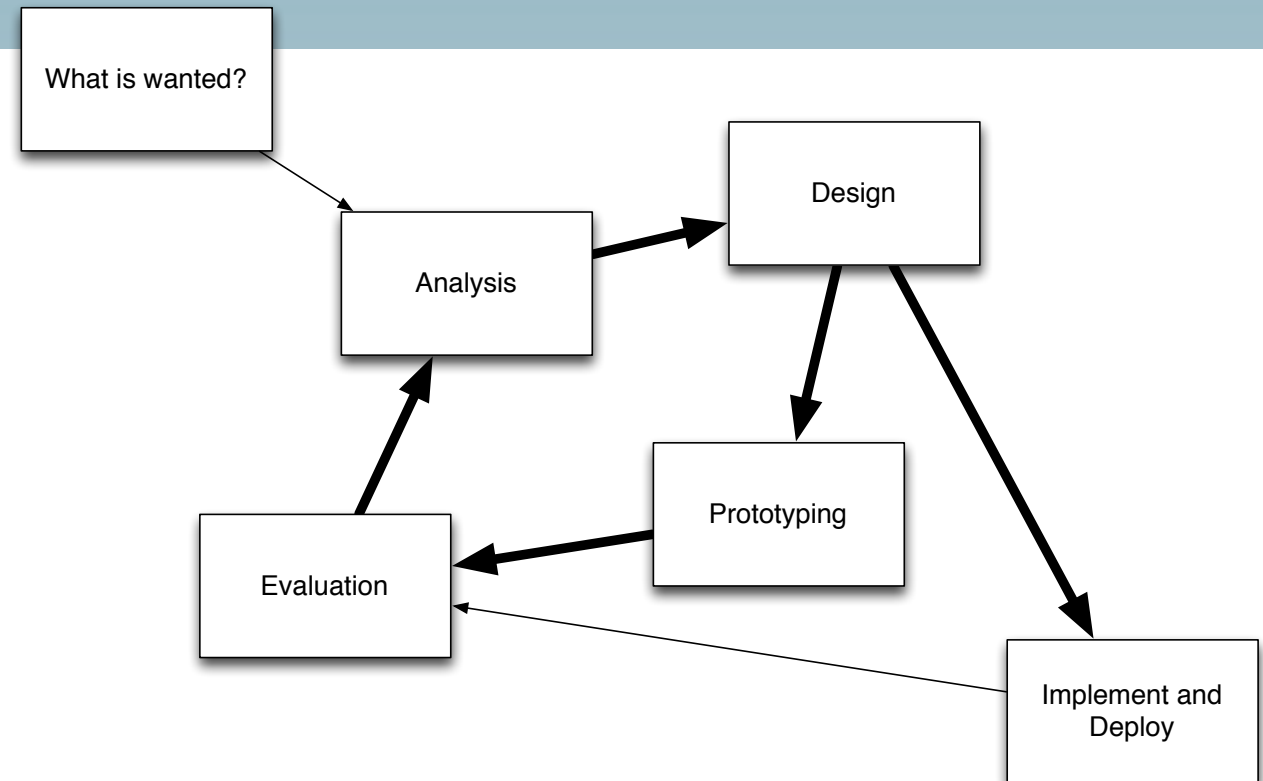 What is wanted?
Design
Analysis
Prototyping
Evaluation
Implement and
Deploy